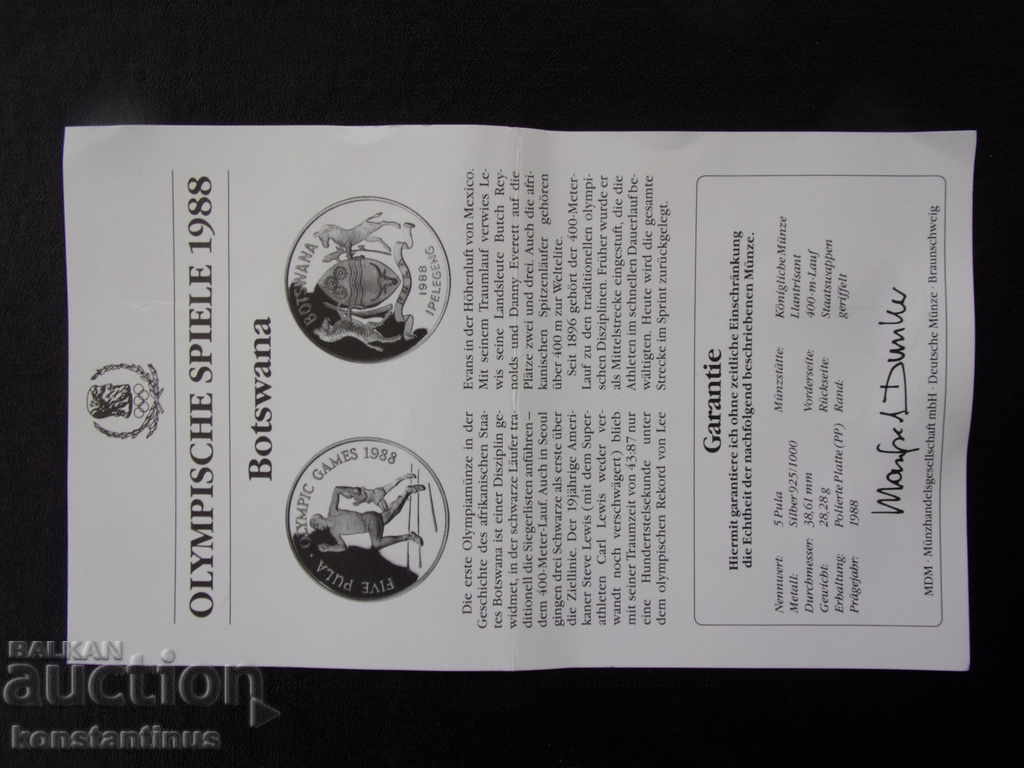 OLYMPISCHE SPIELE 1988
Botswana
OLYMPIC GAMES 1988
FIVE PULA
BOTSWANA
1988
IPELEGENG
Die erste Olympiamünze in der
Geschichte des afrikanischen Staa-
tes Botswana ist einer Disziplin ge-
widmet, in der schwarze Läufer tra-
ditionell die Siegerlisten anführen –
dem 400-Meter-Lauf. Auch in Seoul
gingen drei Schwarze als erste über
die Ziellinie. Der 19jährige Ameri-
kaner Steve Lewis (mit dem Super-
athleten Carl Lewis weder ver-
wandt noch verschwägert) blieb
mit seiner Traumzeit von 43:87 nur
eine Hundertstelsekunde unter
dem olympischen Rekord von Lee
Evans in der Höhenluft von Mexico.
Mit seinem Traumlauf verwies Le-
wis seine Landsleute Butch Rey-
nolds und Danny Everett auf die
Plätze zwei und drei. Auch die afri-
kanischen Spitzenläufer gehören
über 400 m zur Weltelite.
Seit 1896 gehört der 400-Meter-
Lauf zu den traditionellen olympi-
schen Disziplinen. Früher wurde er
als Mittelstrecke eingestuft, die die
Athleten im schnellen Dauerlauf be-
wältigten. Heute wird die gesamte
Strecke im Sprint zurückgelegt.
Garantie
Hiermit garantiere ich ohne zeitliche Einschränkung
die Echtheit der nachfolgend beschriebenen Münze.
Nennwert: 5 Pula Münzstätte: Königliche Münze
Metall: Silber 925/1000 Llantrisant
Durchmesser: 38,61 mm Vorderseite: 400-m-Lauf
Gewicht: 28,28 g Rückseite: Staatswappen
Erhaltung: Polierte Platte (PP) Rand: geriffelt
Prägejahr: 1988
MDM · Münzhandelsgesellschaft mbH · Deutsche Münze · Braunschweig
BALKAN
auction
konstantinus